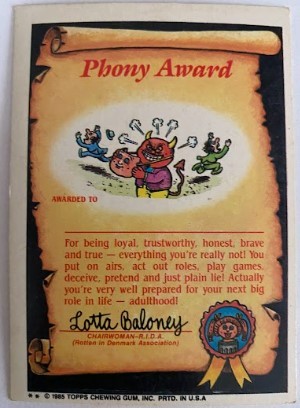 Phony Award
AWARDED TO
For being loyal, trustworthy, honest, brave
and true — everything you're really not! You
put on airs, act out roles, play games,
deceive, pretend and just plain lie! Actually
you're very well prepared for your next big
role in life — adulthood!
Lotta Baloney
CHAIRWOMAN–R.I.D.A.
(Rotten in Denmark Association)
** © 1985 TOPPS CHEWING GUM, INC. PRTD. IN U.S.A